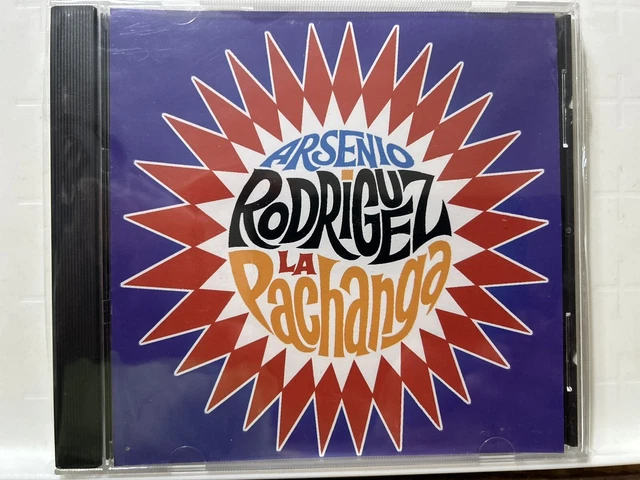 ARSENIO
RODRIGUEZ
LA
Pachanga